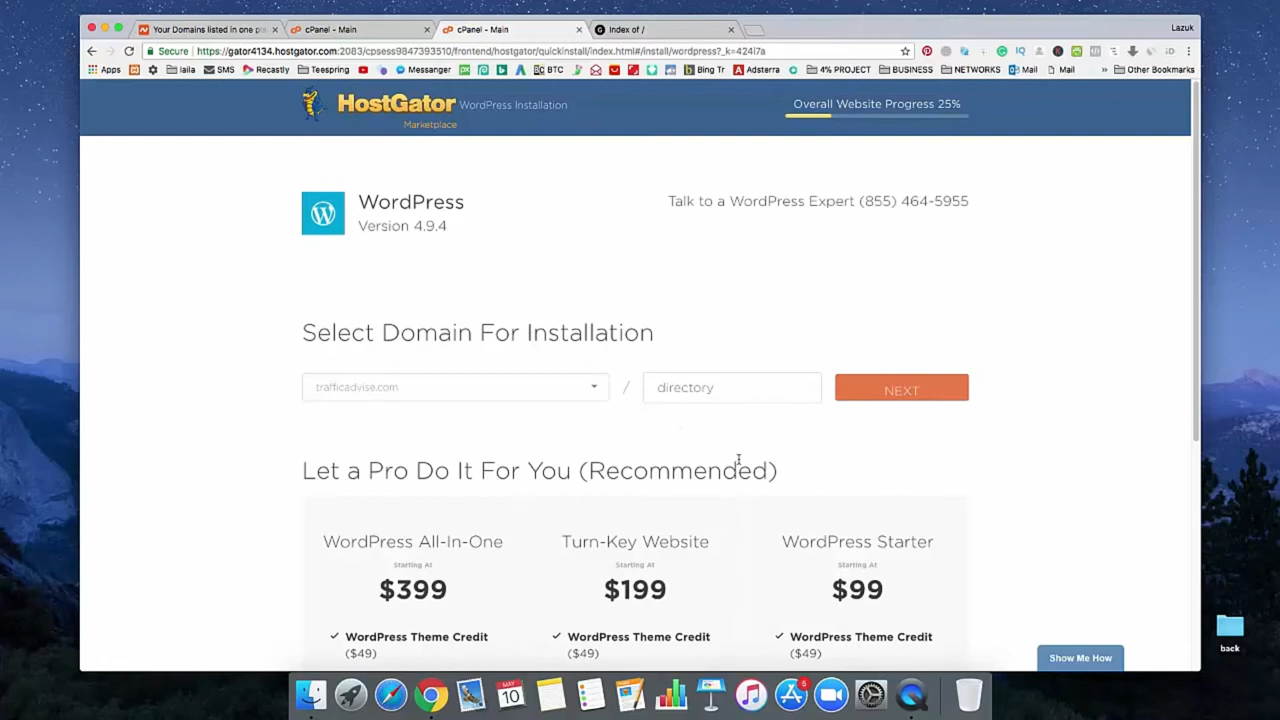 Your Domains listed in one pla
cPanel - Main
cPanel - Main
Index of /
Lazuk
Secure
https://gator4134.hostgator.com:2083/cpsess9847393510/frontend/hostgator/quickinstall/index.html#/install/wordpress?_k=424l7a
Apps
laila
SMS
Recastly
Teespring
Messanger
BC BTC
Bing Tr
Adsterra
4% PROJECT
BUSINESS
NETWORKS
Mail
Mail
»
Other Bookmarks
HostGator
Marketplace
WordPress Installation
Overall Website Progress 25%
WordPress
Version 4.9.4
Talk to a WordPress Expert (855) 464-5955
Select Domain For Installation
trafficadvise.com
/
directory
NEXT
Let a Pro Do It For You (Recommended)
WordPress All-In-One
Starting At
$399
WordPress Theme Credit
($49)
Turn-Key Website
Starting At
$199
WordPress Theme Credit
($49)
WordPress Starter
Starting At
$99
WordPress Theme Credit
($49)
Show Me How
back
MAY
10
5